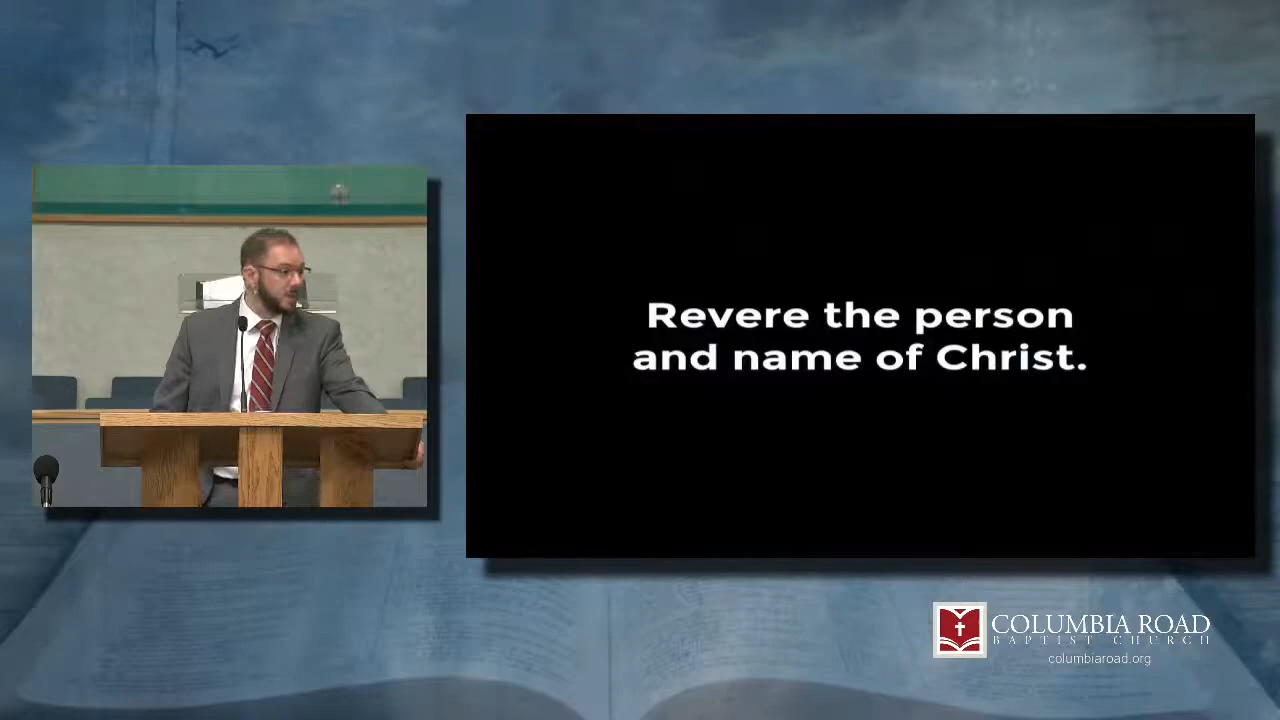 Revere the person
and name of Christ.
COLUMBIA ROAD
BAPTIST CHURCH
columbiaroad.org